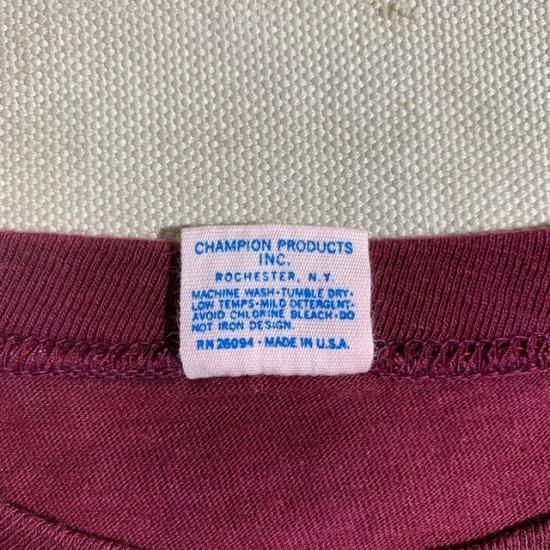 CHAMPION PRODUCTS
INC.
ROCHESTER, N.Y.
MACHINE WASH·TUMBLE DRY·
LOW TEMPS·MILD DETERGENT·
AVOID CHLORINE BLEACH·DO
NOT IRON DESIGN.
RN 26094 · MADE IN U.S.A.